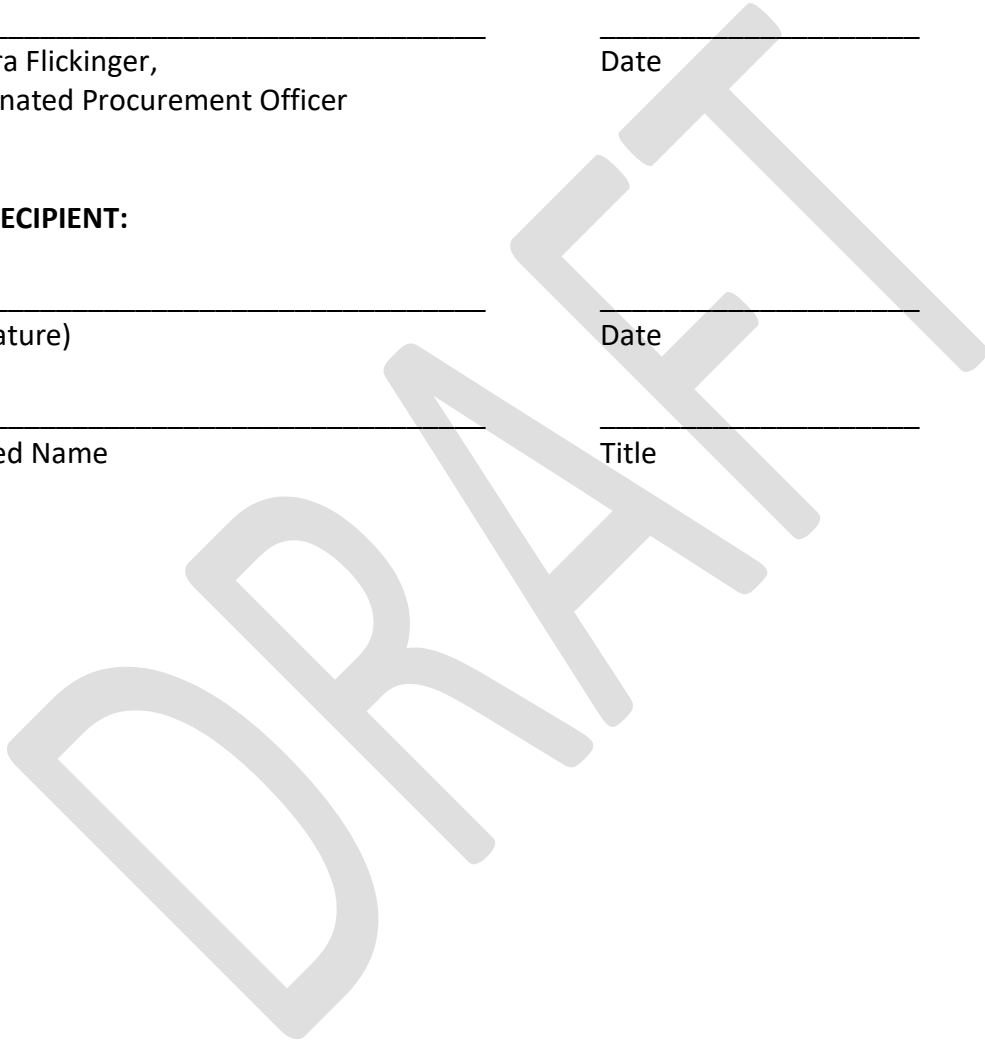 ra Flickinger, Date
nated Procurement Officer
ECIPIENT:
ature) Date
ed Name Title
DRAFT